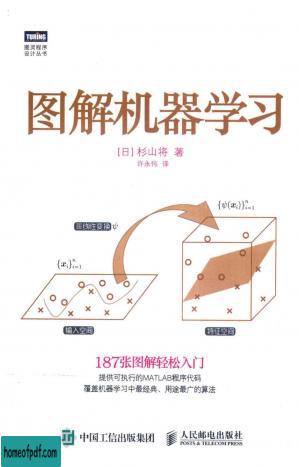 TURING
图灵程序
设计丛书
图解机器学习
[日] 杉山将 著
许永伟 译
非线性变换 ψ
{ψ(xᵢ)}ⁿᵢ₌₁
{xᵢ}ⁿᵢ₌₁
输入空间
特征空间
187张图解轻松入门
提供可执行的MATLAB程序代码
覆盖机器学习中最经典、用途最广的算法
中国工信出版集团
人民邮电出版社
POSTS & TELECOM PRESS
homeofpdf.com
homeofpdf.com